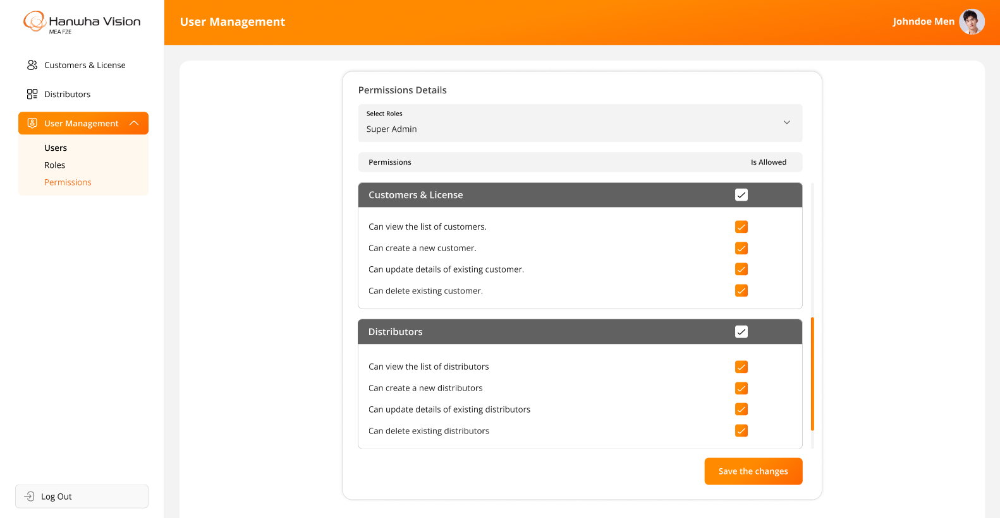 Hanwha Vision
MEA FZE
User Management
Johndoe Men
Customers & License
Distributors
User Management
Users
Roles
Permissions
Log Out
Permissions Details
Select Roles
Super Admin
Permissions
Is Allowed
Customers & License
Can view the list of customers.
Can create a new customer.
Can update details of existing customer.
Can delete existing customer.
Distributors
Can view the list of distributors
Can create a new distributors
Can update details of existing distributors
Can delete existing distributors
Save the changes